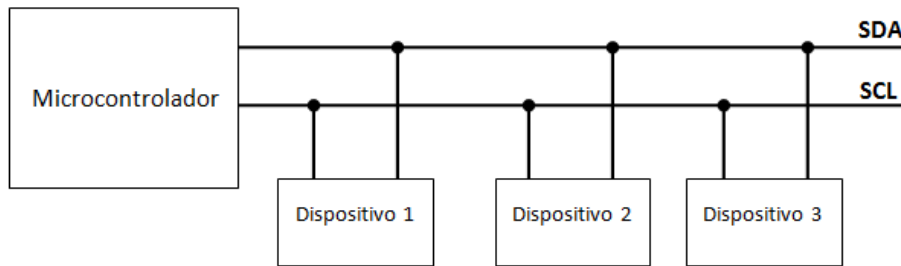 SDA
Microcontrolador
SCL
Dispositivo 1
Dispositivo 2
Dispositivo 3